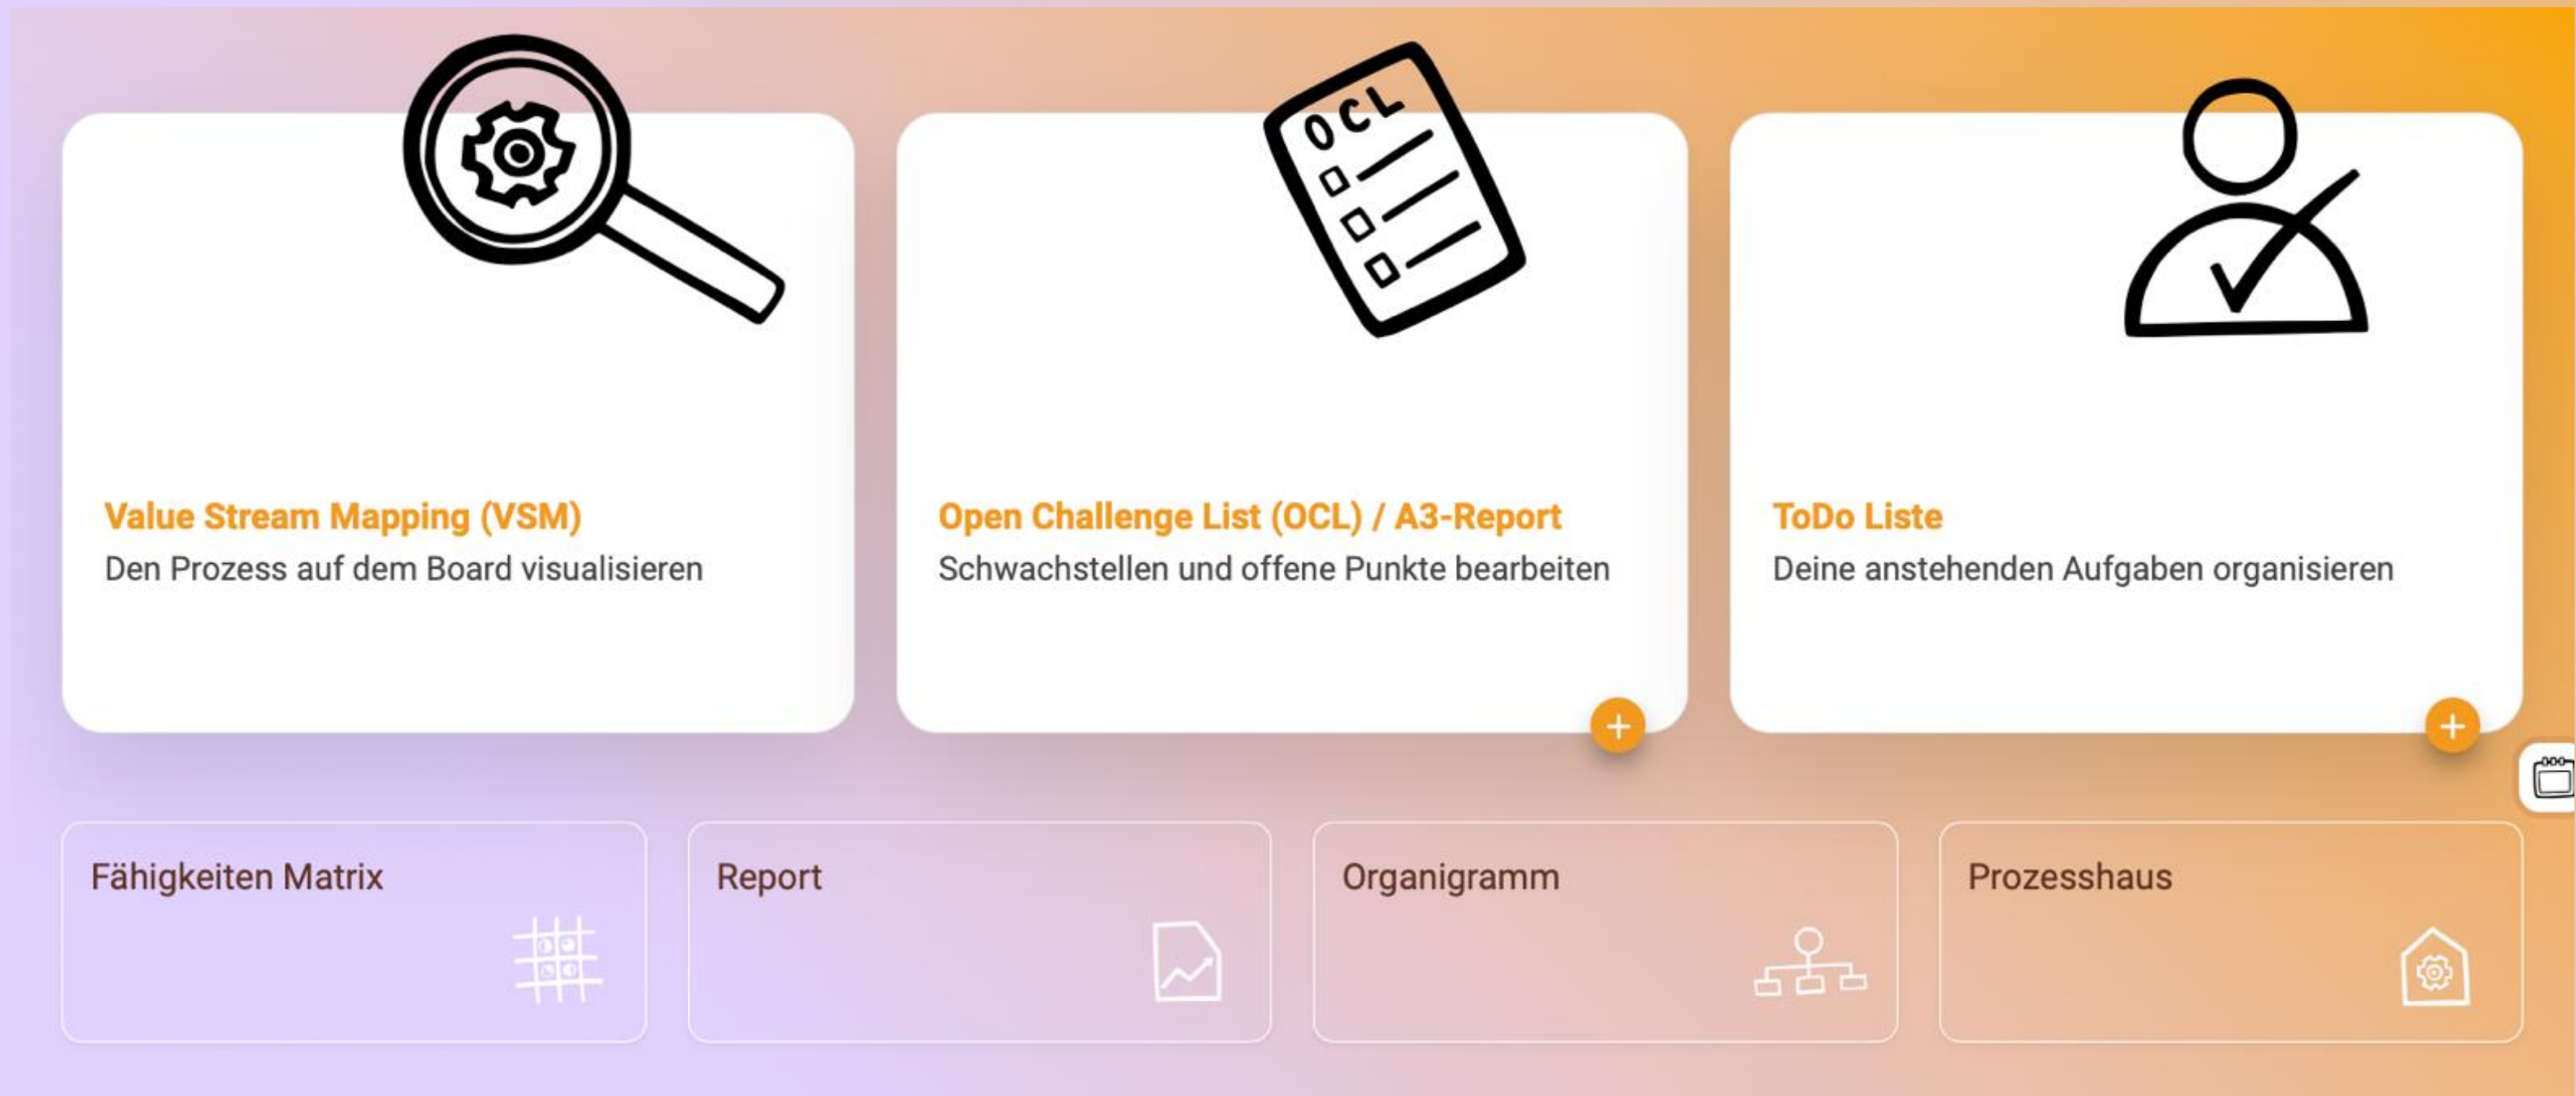 OCL
Value Stream Mapping (VSM)
Den Prozess auf dem Board visualisieren
Open Challenge List (OCL) / A3-Report
Schwachstellen und offene Punkte bearbeiten
ToDo Liste
Deine anstehenden Aufgaben organisieren
Fähigkeiten Matrix
Report
Organigramm
Prozesshaus